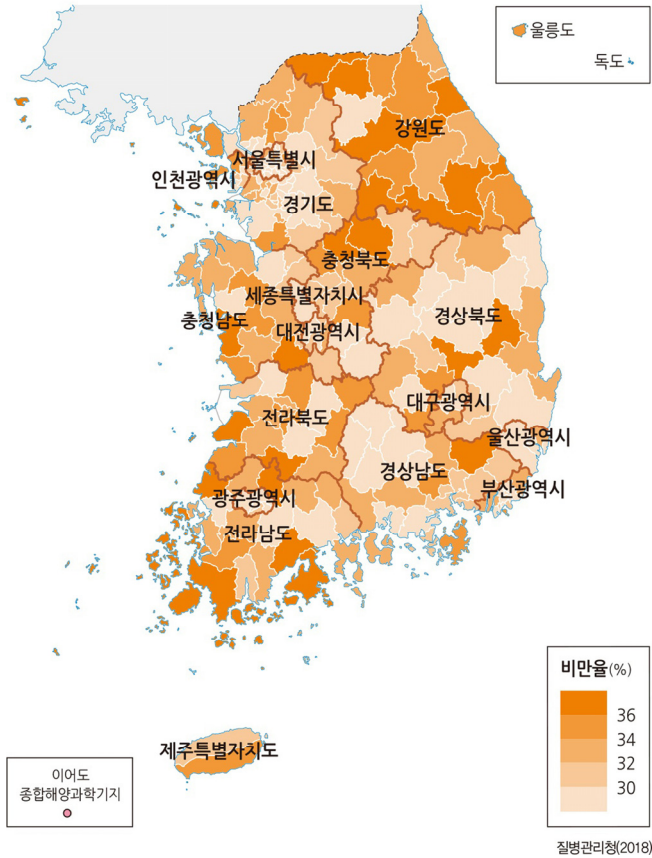 울릉도
독도
강원도
서울특별시
인천광역시
경기도
충청북도
세종특별자치시
충청남도
경상북도
대전광역시
대구광역시
전라북도
울산광역시
경상남도
부산광역시
광주광역시
전라남도
비만율(%)
36
34
32
30
제주특별자치도
이어도
종합해양과학기지
질병관리청(2018)